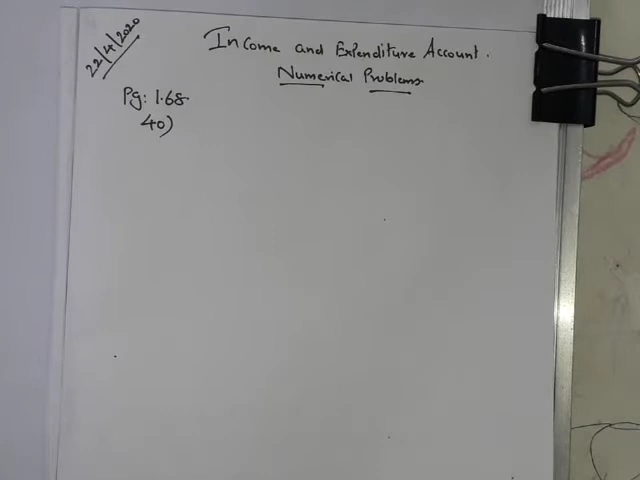 22/4/2020
Income and Expenditure Account.
Numerical Problems
Pg: 1.68
40)